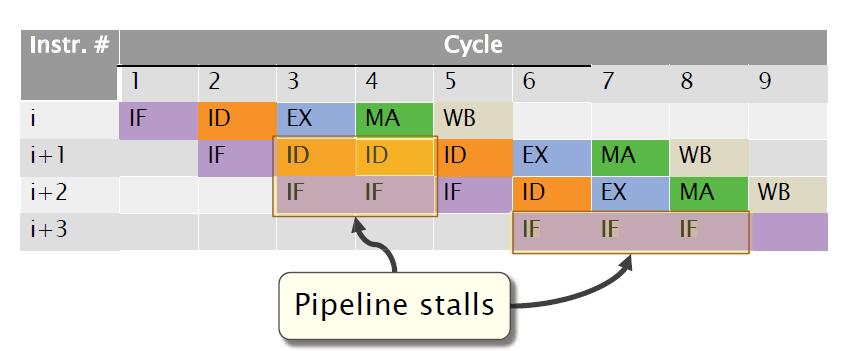 Instr. # Cycle
1 2 3 4 5 6 7 8 9
i IF ID EX MA WB
i+1 IF ID ID ID EX MA WB
i+2 IF IF IF ID EX MA WB
i+3 IF IF IF
Pipeline stalls